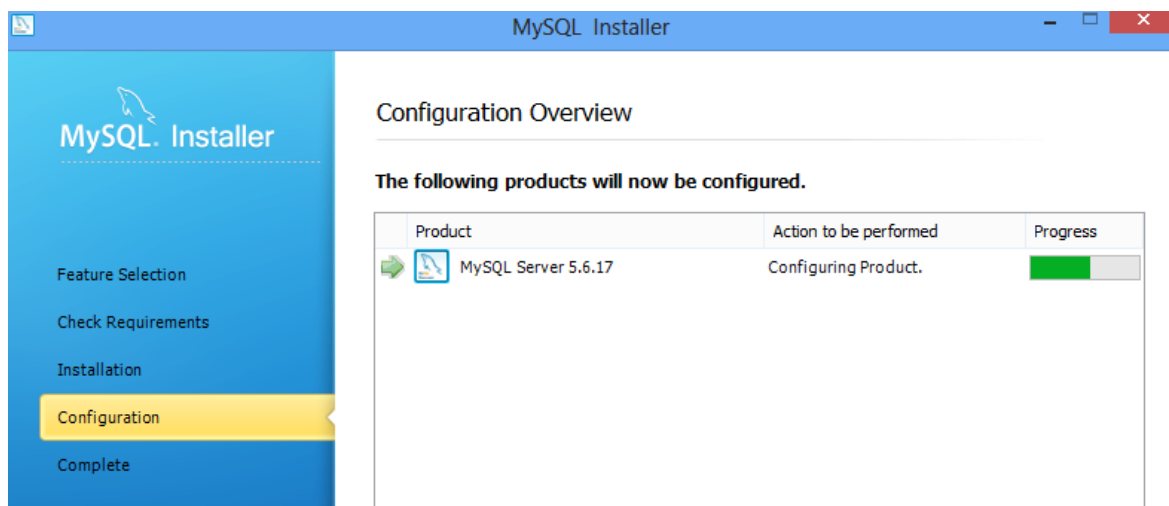 MySQL Installer
MySQL. Installer
Feature Selection
Check Requirements
Installation
Configuration
Complete
Configuration Overview
The following products will now be configured.
Product Action to be performed Progress
MySQL Server 5.6.17 Configuring Product.